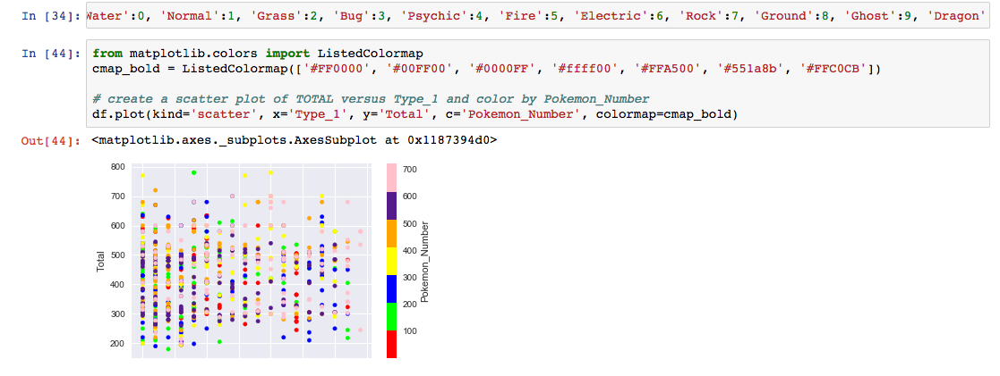 In [34]: Water':0, 'Normal':1, 'Grass':2, 'Bug':3, 'Psychic':4, 'Fire':5, 'Electric':6, 'Rock':7, 'Ground':8, 'Ghost':9, 'Dragon'
In [44]: from matplotlib.colors import ListedColormap
cmap_bold = ListedColormap(['#FF0000', '#00FF00', '#0000FF', '#ffff00', '#FFA500', '#551a8b', '#FFC0CB'])
# create a scatter plot of TOTAL versus Type_1 and color by Pokemon_Number
df.plot(kind='scatter', x='Type_1', y='Total', c='Pokemon_Number', colormap=cmap_bold)
Out[44]: <matplotlib.axes._subplots.AxesSubplot at 0x1187394d0>
800
700
600
500
400
300
200
Total
700
600
500
400
300
200
100
Pokemon_Number